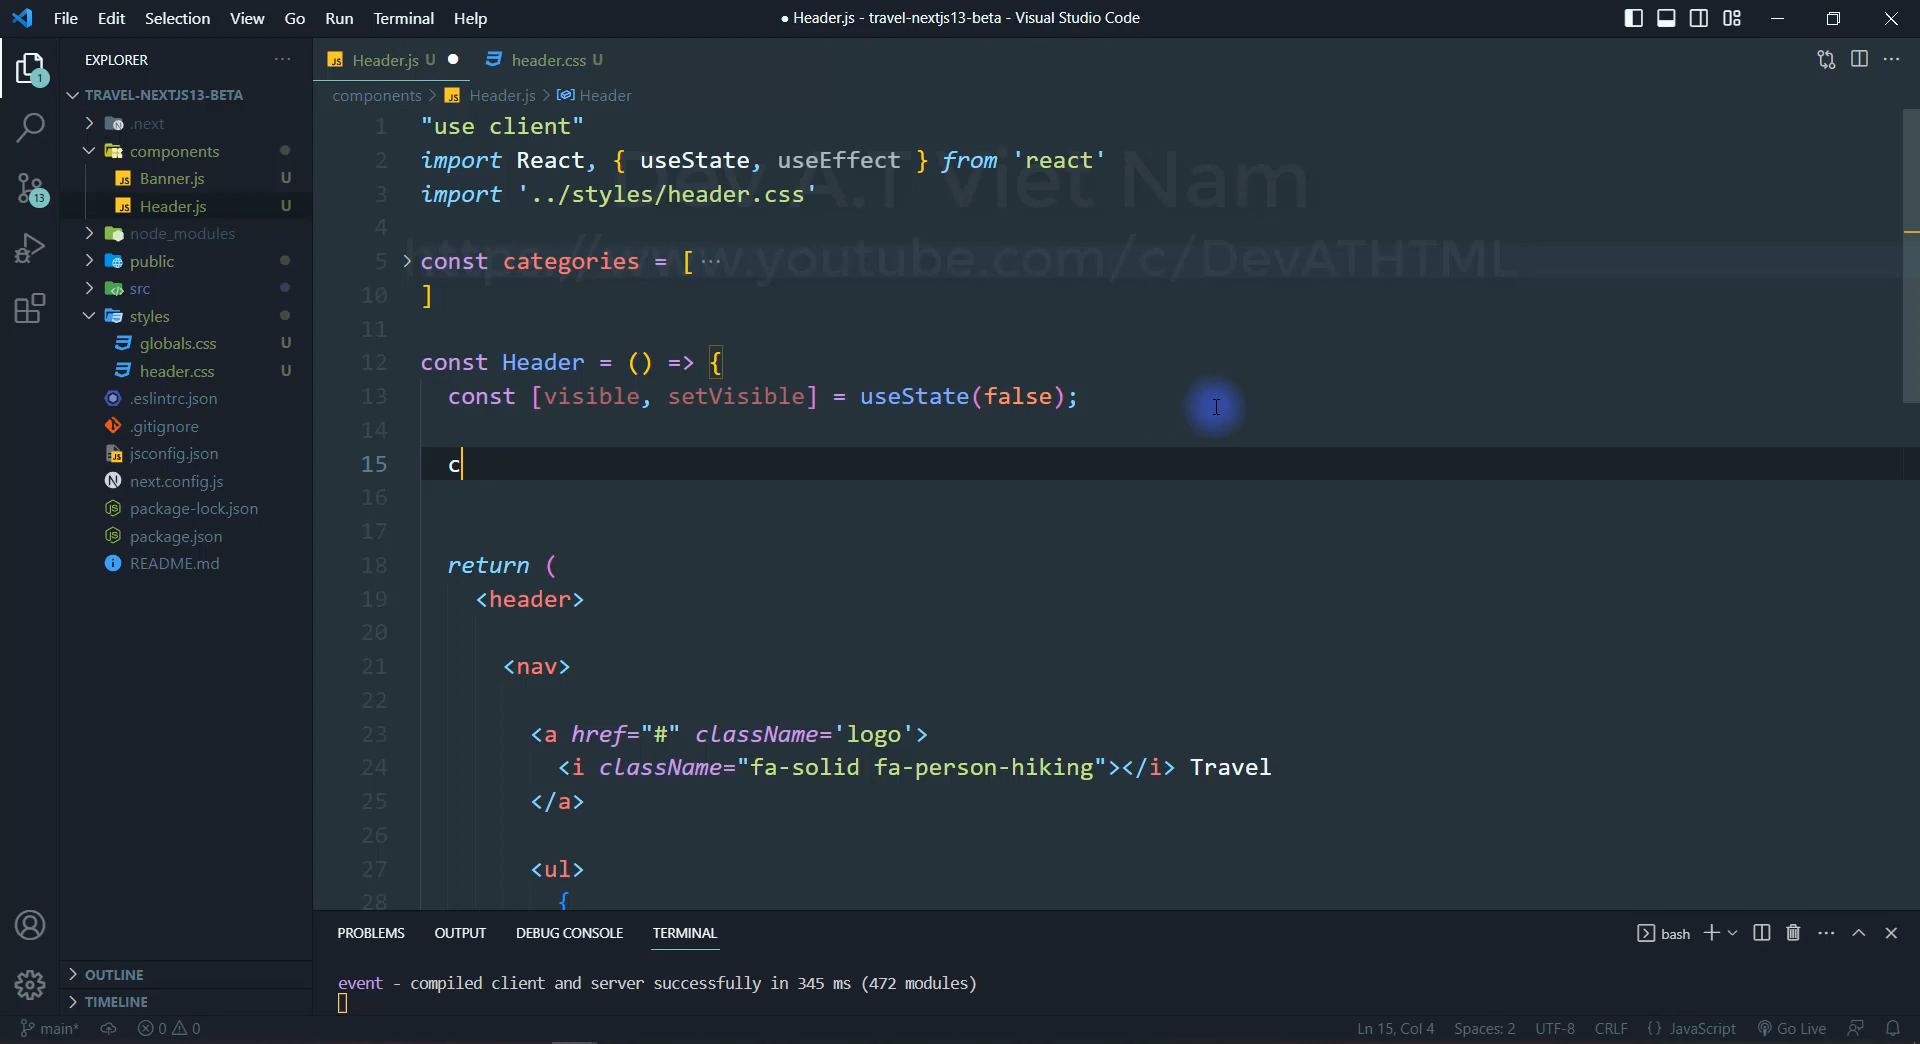 File Edit Selection View Go Run Terminal Help
● Header.js - travel-nextjs13-beta - Visual Studio Code
EXPLORER
TRAVEL-NEXTJS13-BETA
.next
components
Banner.js U
Header.js U
node_modules
public
src
styles
globals.css U
header.css U
.eslintrc.json
.gitignore
jsconfig.json
next.config.js
package-lock.json
package.json
README.md
OUTLINE
TIMELINE
1
13
Header.js U ●
header.css U
components > Header.js > Header
1 "use client"
2 import React, { useState, useEffect } from 'react'
3 import '../styles/header.css'
4
5 const categories = [ ···
10 ]
11
12 const Header = () => {
13 const [visible, setVisible] = useState(false);
14
15 c
16
17
18 return (
19 <header>
20
21 <nav>
22
23 <a href="#" className='logo'>
24 <i className="fa-solid fa-person-hiking"></i> Travel
25 </a>
26
27 <ul>
28 {
Dev A.T Viet Nam
https://www.youtube.com/c/DevATHTML
PROBLEMS OUTPUT DEBUG CONSOLE TERMINAL
bash
event - compiled client and server successfully in 345 ms (472 modules)
main* 0 0
Ln 15, Col 4 Spaces: 2 UTF-8 CRLF {} JavaScript Go Live